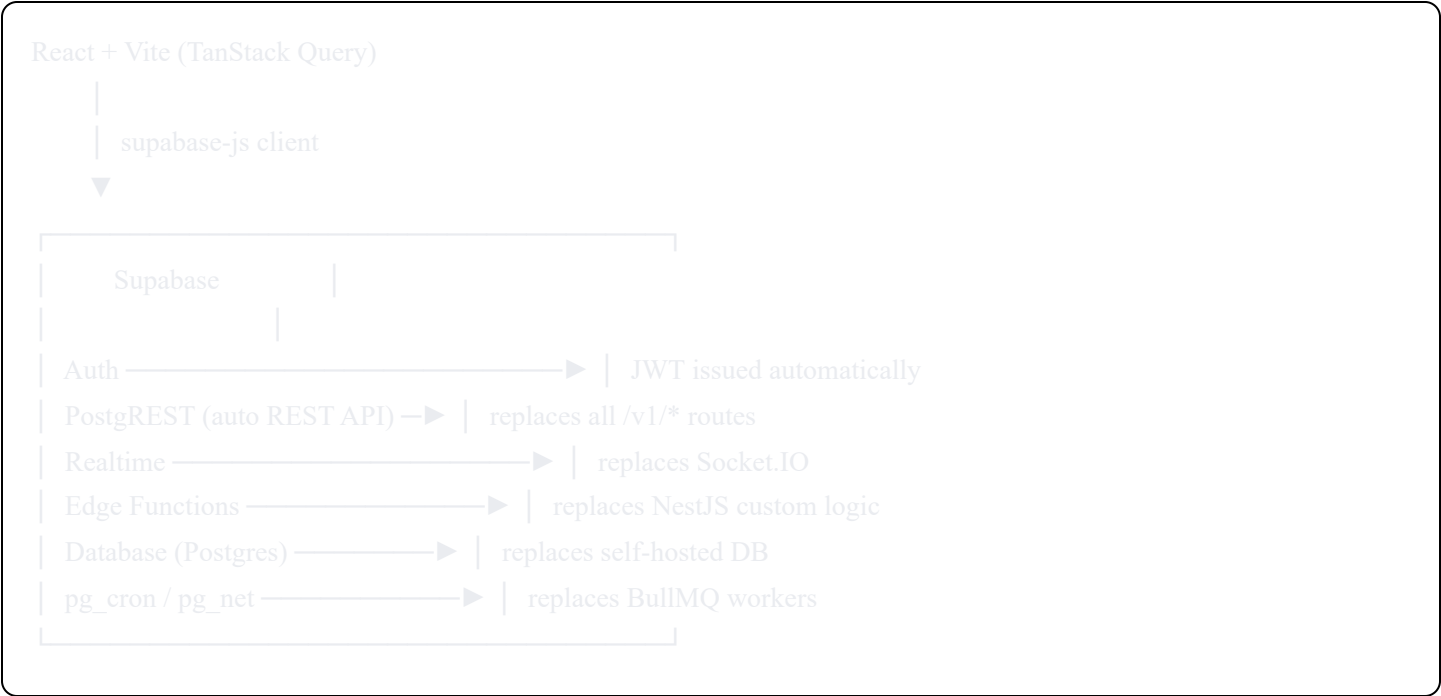 React + Vite (TanStack Query)
│
│ supabase-js client
▼
┌─────────────────────────────┐
│ Supabase │
│ │
│ Auth ────────────────────► │ JWT issued automatically
│ PostgREST (auto REST API) ─► │ replaces all /v1/* routes
│ Realtime ────────────────► │ replaces Socket.IO
│ Edge Functions ───────────► │ replaces NestJS custom logic
│ Database (Postgres) ──────► │ replaces self-hosted DB
│ pg_cron / pg_net ─────────► │ replaces BullMQ workers
└─────────────────────────────┘